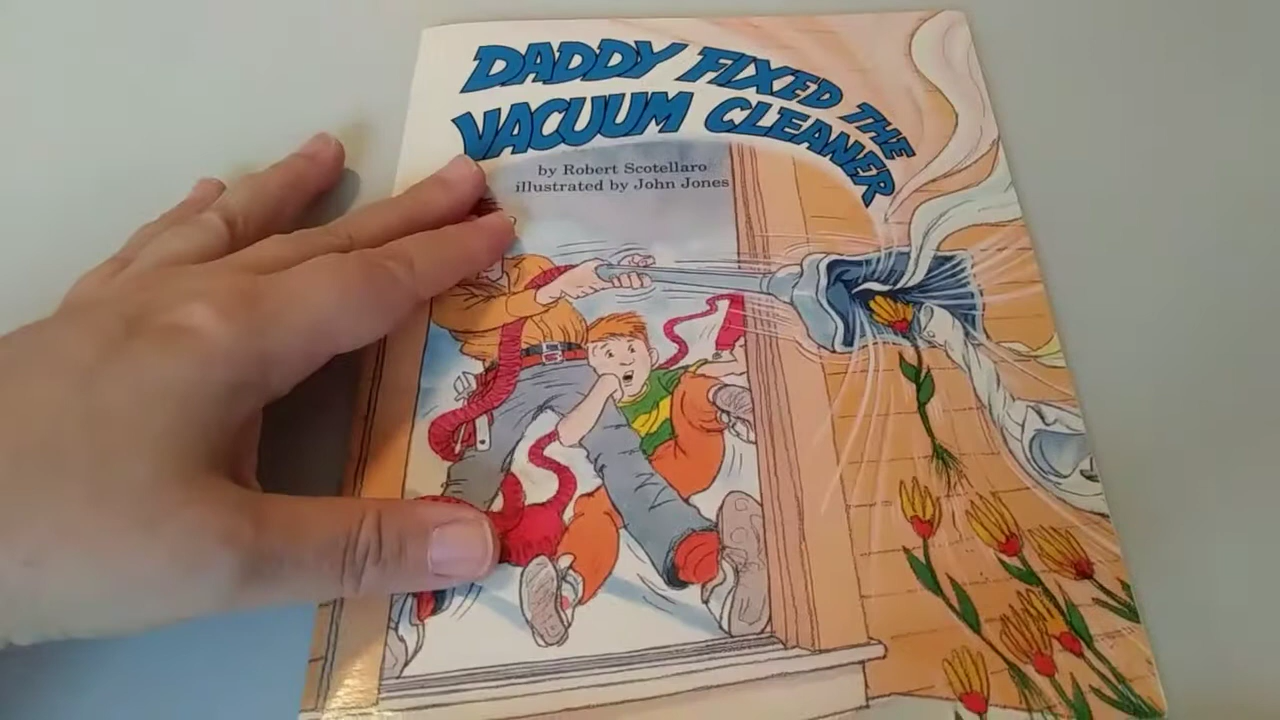 DADDY FIXED THE
VACUUM CLEANER
by Robert Scotellaro
illustrated by John Jones